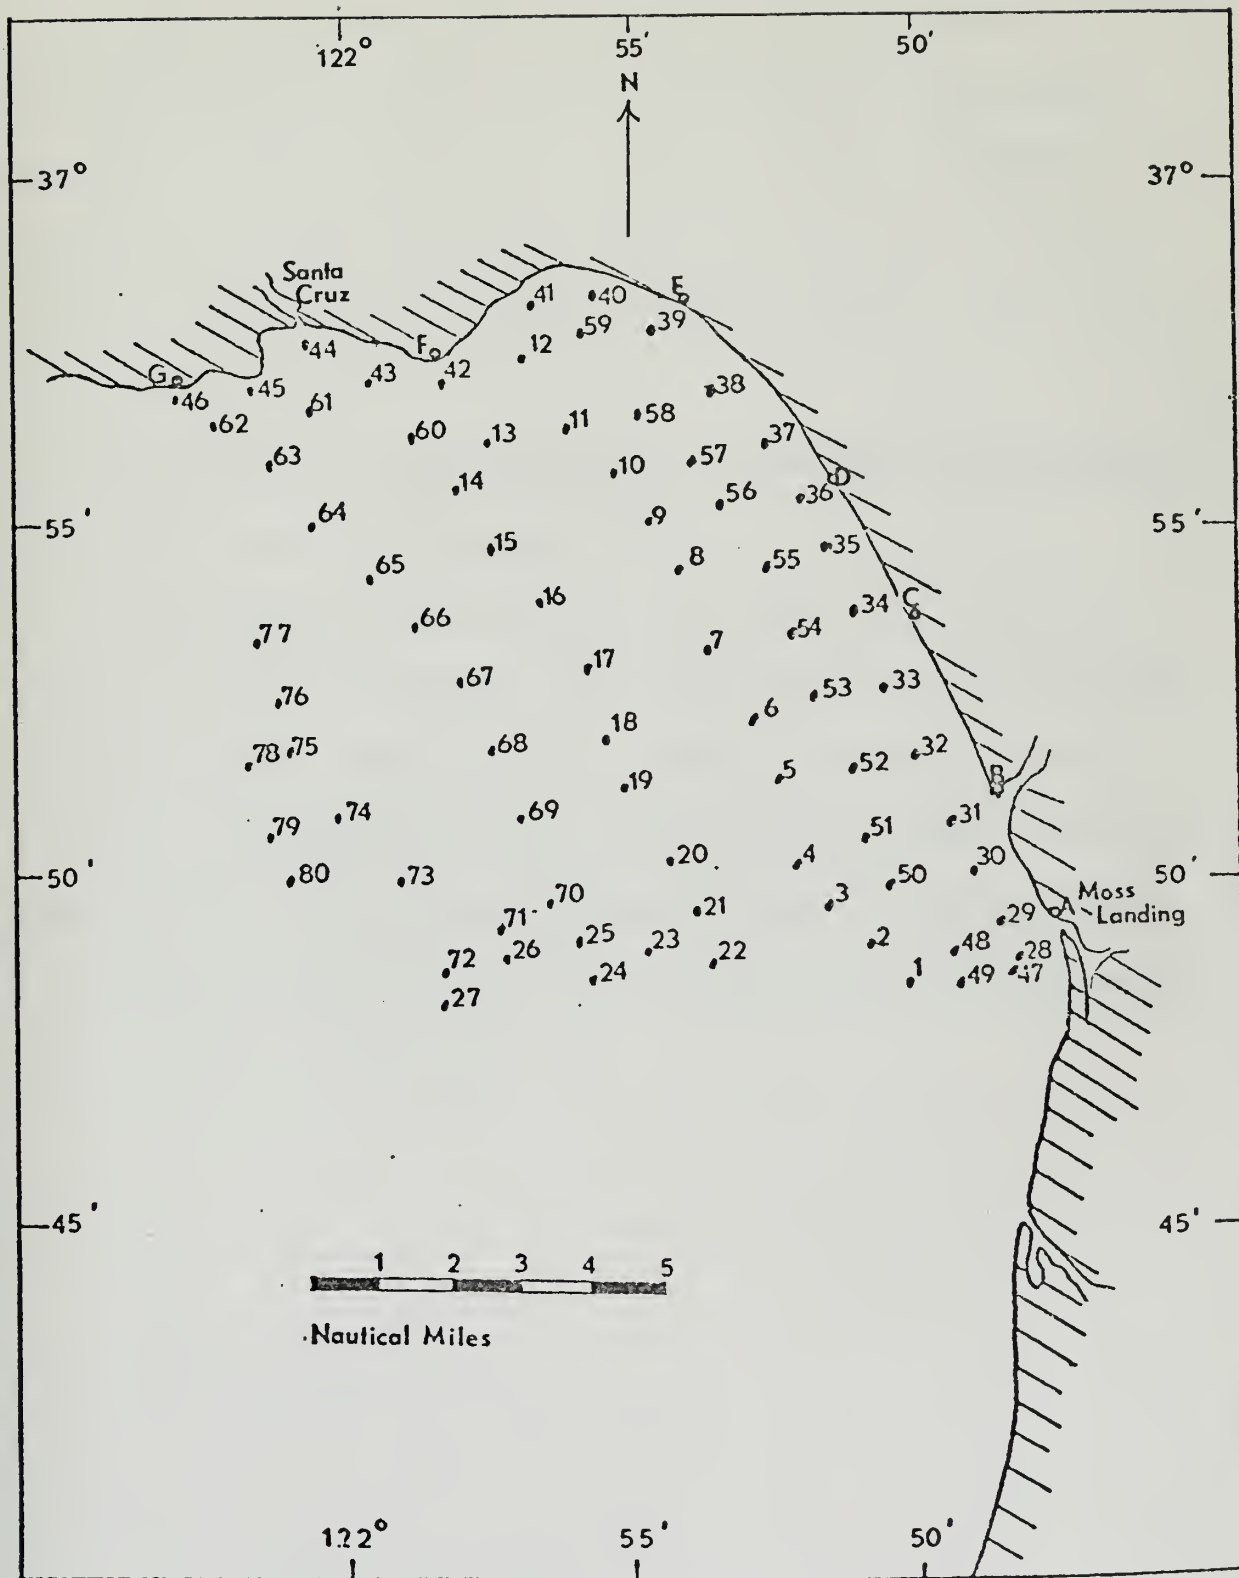 122° 55' 50'
N
37° 37°
Santa
Cruz
E
41 40
59 39
12
44 F
G 43 42
46 45 38
61
62 11 58
60 13 37
63 57
10 D
14 56 36
64 9
55' 55'
15 35
8 55
65
16 34 C
66 54
77 7
17
67 53 33
76 6
18
78 75 68 32
52
5 B
19
74 69 31
79 51
20 4 30
50' 80 73 50 50'
70 3
21 A Moss
Landing
71 29
25 23 2
72 26 22 48 28
24 1 49 47
27
45' 45'
1 2 3 4 5
Nautical Miles
122° 55' 50'